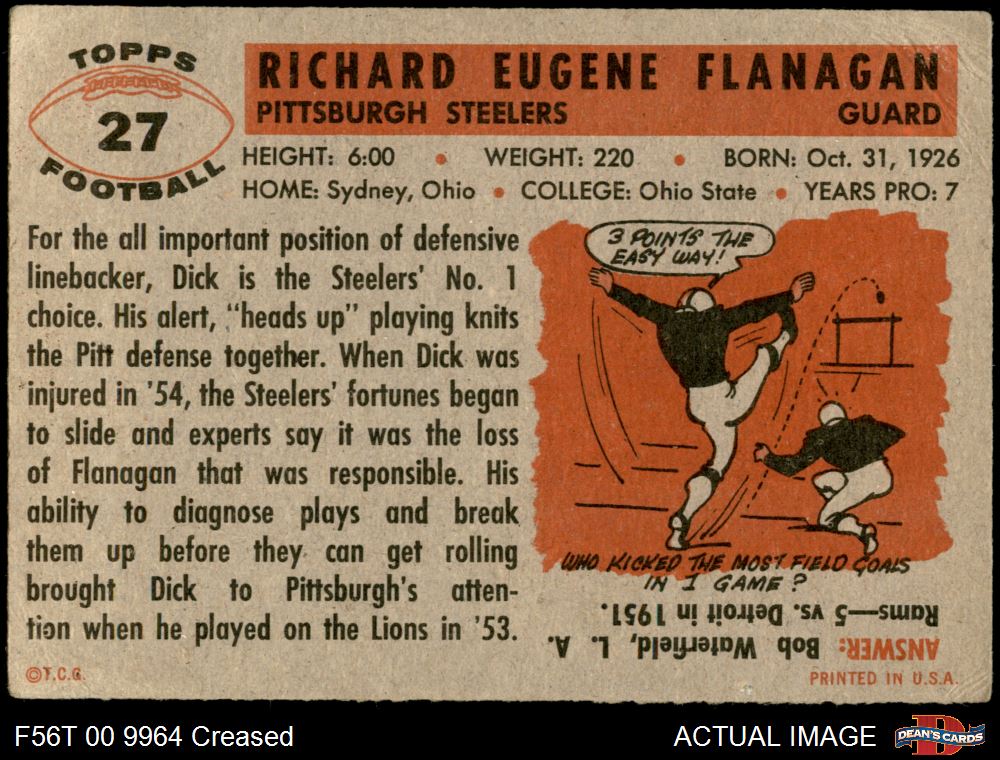 TOPPS
27
FOOTBALL
RICHARD EUGENE FLANAGAN
PITTSBURGH STEELERS GUARD
HEIGHT: 6:00 • WEIGHT: 220 • BORN: Oct. 31, 1926
HOME: Sydney, Ohio • COLLEGE: Ohio State • YEARS PRO: 7
For the all important position of defensive
linebacker, Dick is the Steelers' No. 1
choice. His alert, "heads up" playing knits
the Pitt defense together. When Dick was
injured in '54, the Steelers' fortunes began
to slide and experts say it was the loss
of Flanagan that was responsible. His
ability to diagnose plays and break
them up before they can get rolling
brought Dick to Pittsburgh's atten-
tion when he played on the Lions in '53.
©T.C.G.
3 POINTS THE
EASY WAY!
WHO KICKED THE MOST FIELD GOALS
IN 1 GAME?
ANSWER: Bob Waterfield, L. A.
Rams—5 vs. Detroit in 1951.
PRINTED IN U.S.A.
F56T 00 9964 Creased
ACTUAL IMAGE
DEAN'S CARDS